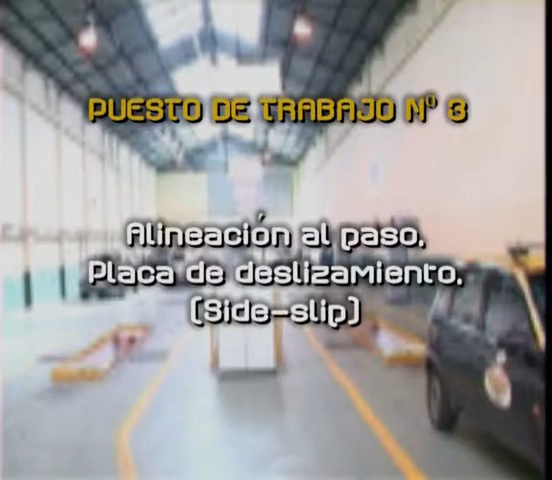 PUESTO DE TRABAJO Nº 3
Alineación al paso.
Placa de deslizamiento.
(Side-slip)